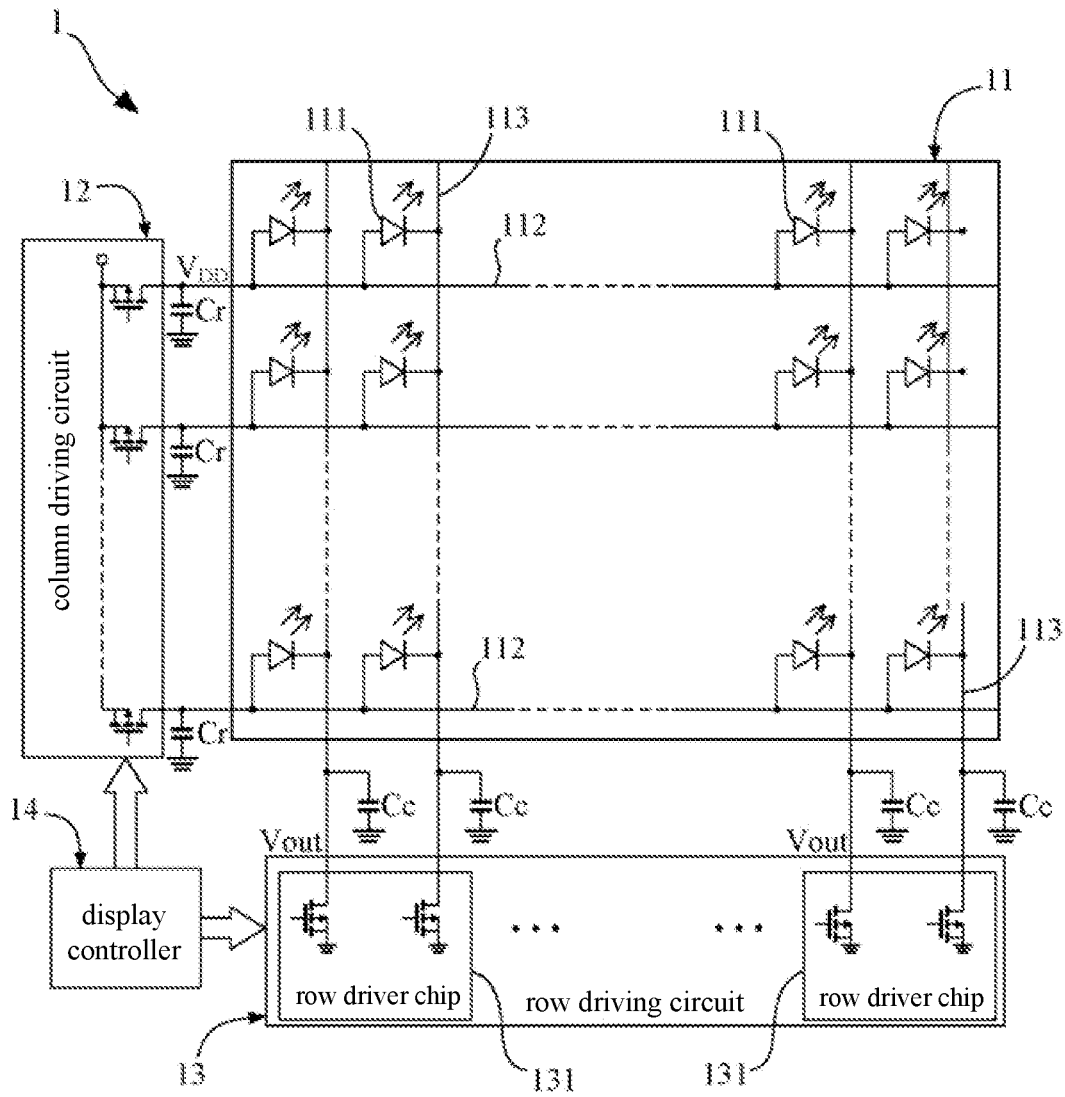 1
11
111
113
111
12
112
V_DD
Cr
Cr
column driving circuit
112
113
Cr
14
Cc
Cc
Cc
Cc
Vout
Vout
display
controller
row driver chip
row driving circuit
row driver chip
13
131
131